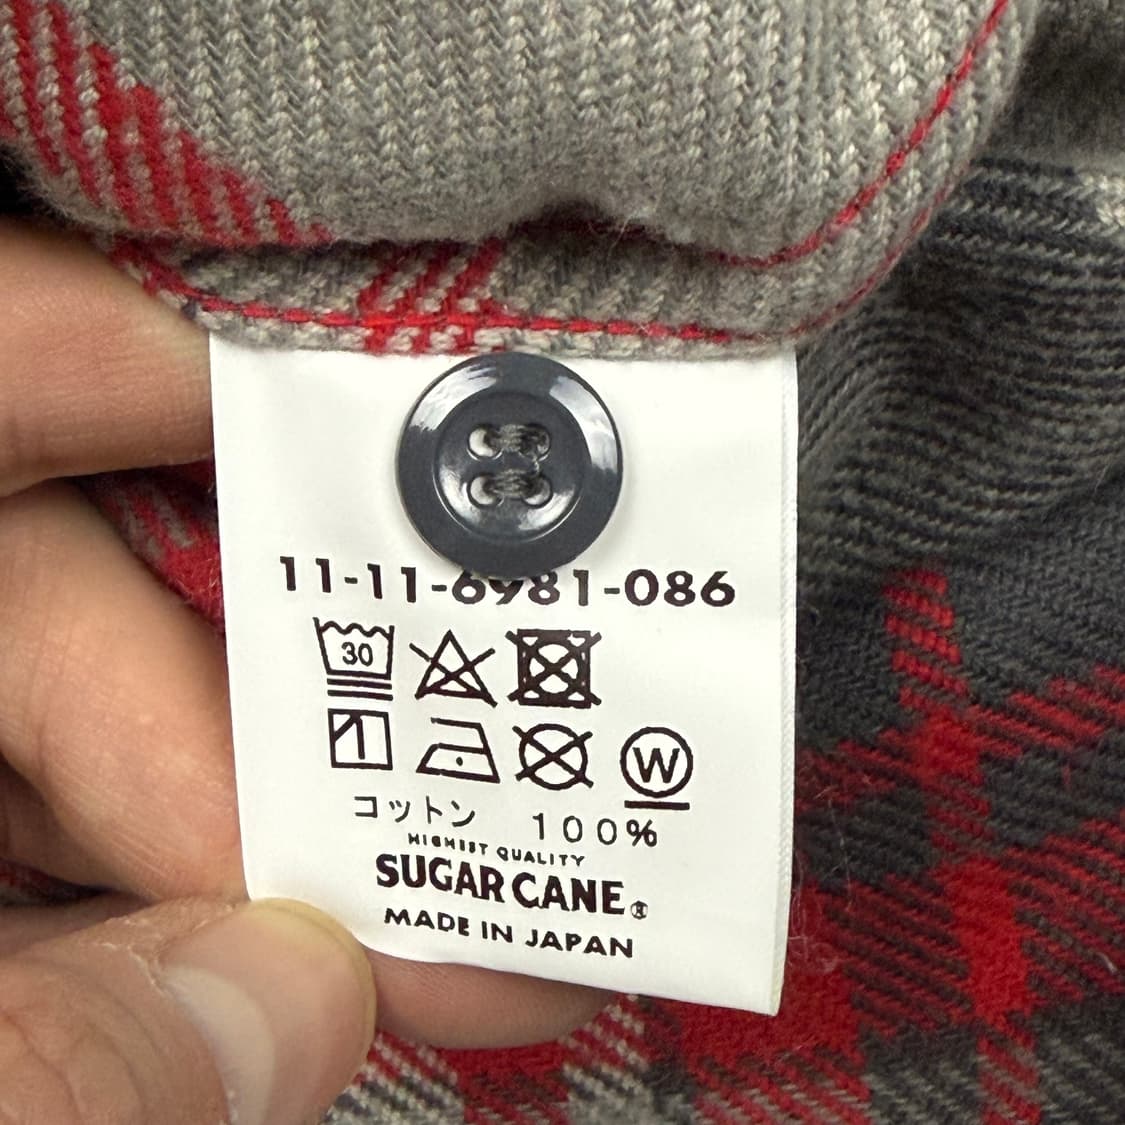 11-11-6981-086
30
W
コットン 100%
HIGHEST QUALITY
SUGAR CANE®
MADE IN JAPAN